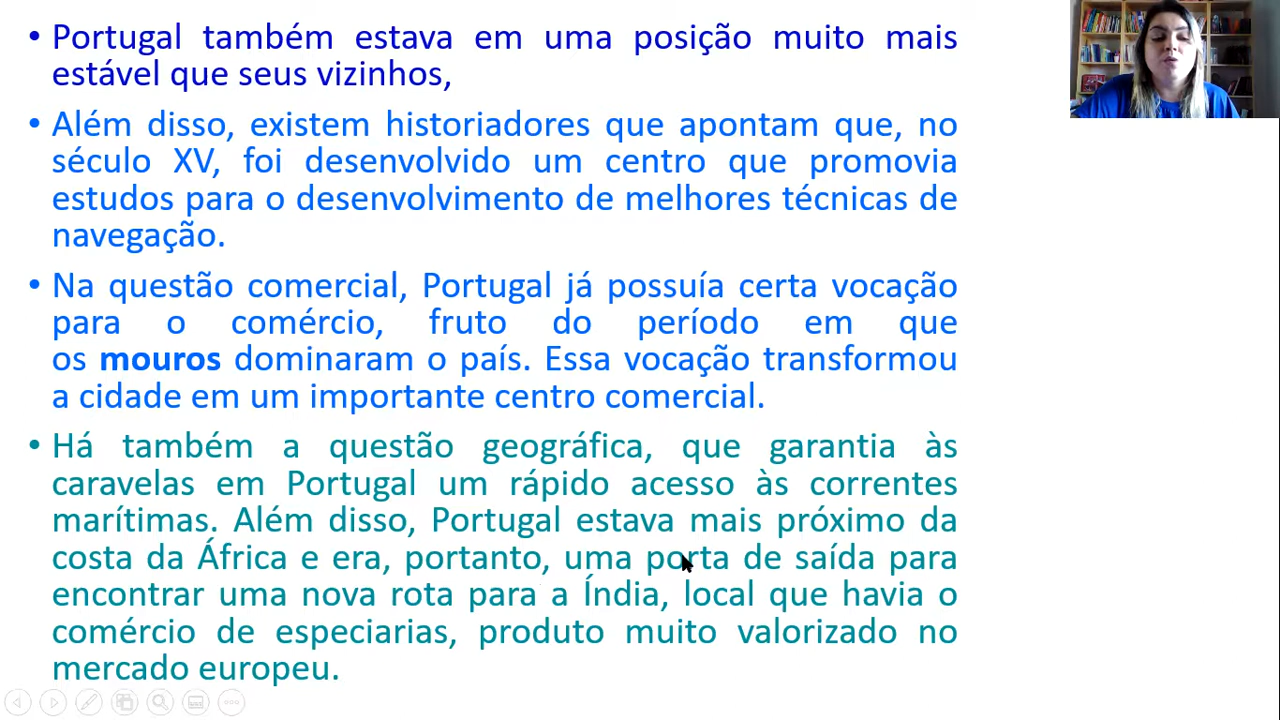 • Portugal também estava em uma posição muito mais
estável que seus vizinhos,
• Além disso, existem historiadores que apontam que, no
século XV, foi desenvolvido um centro que promovia
estudos para o desenvolvimento de melhores técnicas de
navegação.
• Na questão comercial, Portugal já possuía certa vocação
para o comércio, fruto do período em que
os mouros dominaram o país. Essa vocação transformou
a cidade em um importante centro comercial.
• Há também a questão geográfica, que garantia às
caravelas em Portugal um rápido acesso às correntes
marítimas. Além disso, Portugal estava mais próximo da
costa da África e era, portanto, uma porta de saída para
encontrar uma nova rota para a Índia, local que havia o
comércio de especiarias, produto muito valorizado no
mercado europeu.